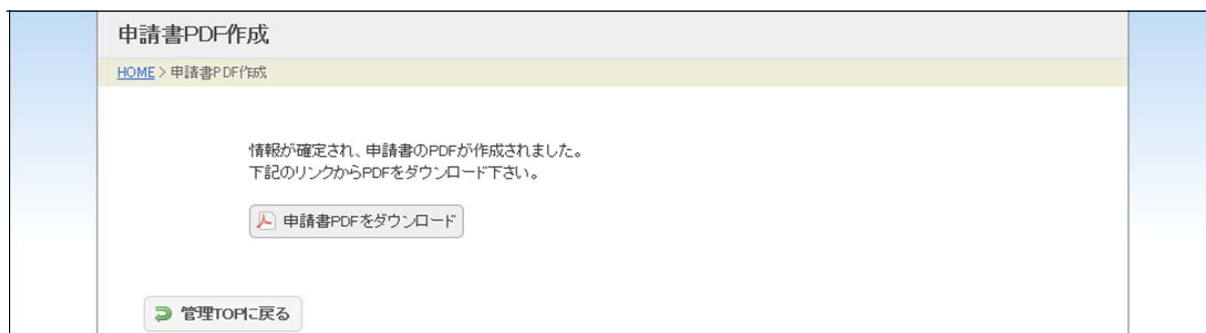 申請書PDF作成
HOME > 申請書PDF作成
情報が確定され、申請書のPDFが作成されました。
下記のリンクからPDFをダウンロード下さい。
申請書PDFをダウンロード
管理TOPに戻る